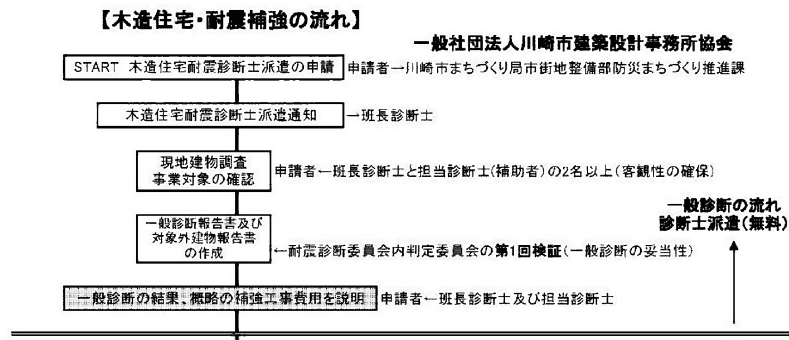 【木造住宅・耐震補強の流れ】
一般社団法人川崎市建築設計事務所協会
START 木造住宅耐震診断士派遣の申請 申請者→川崎市まちづくり局市街地整備部防災まちづくり推進課
木造住宅耐震診断士派遣通知 →班長診断士
現地建物調査
事業対象の確認
申請者←班長診断士と担当診断士(補助者)の2名以上(客観性の確保)
一般診断の流れ
診断士派遣(無料)
一般診断報告書及び
対象外建物報告書
の作成
←耐震診断委員会内判定委員会の第1回検証(一般診断の妥当性)
一般診断の結果、概略の補強工事費用を説明 申請者←班長診断士及び担当診断士